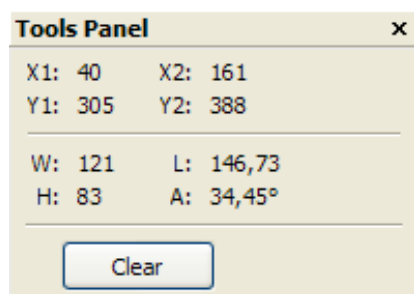 Tools Panel x
X1: 40 X2: 161
Y1: 305 Y2: 388
W: 121 L: 146,73
H: 83 A: 34,45°
Clear